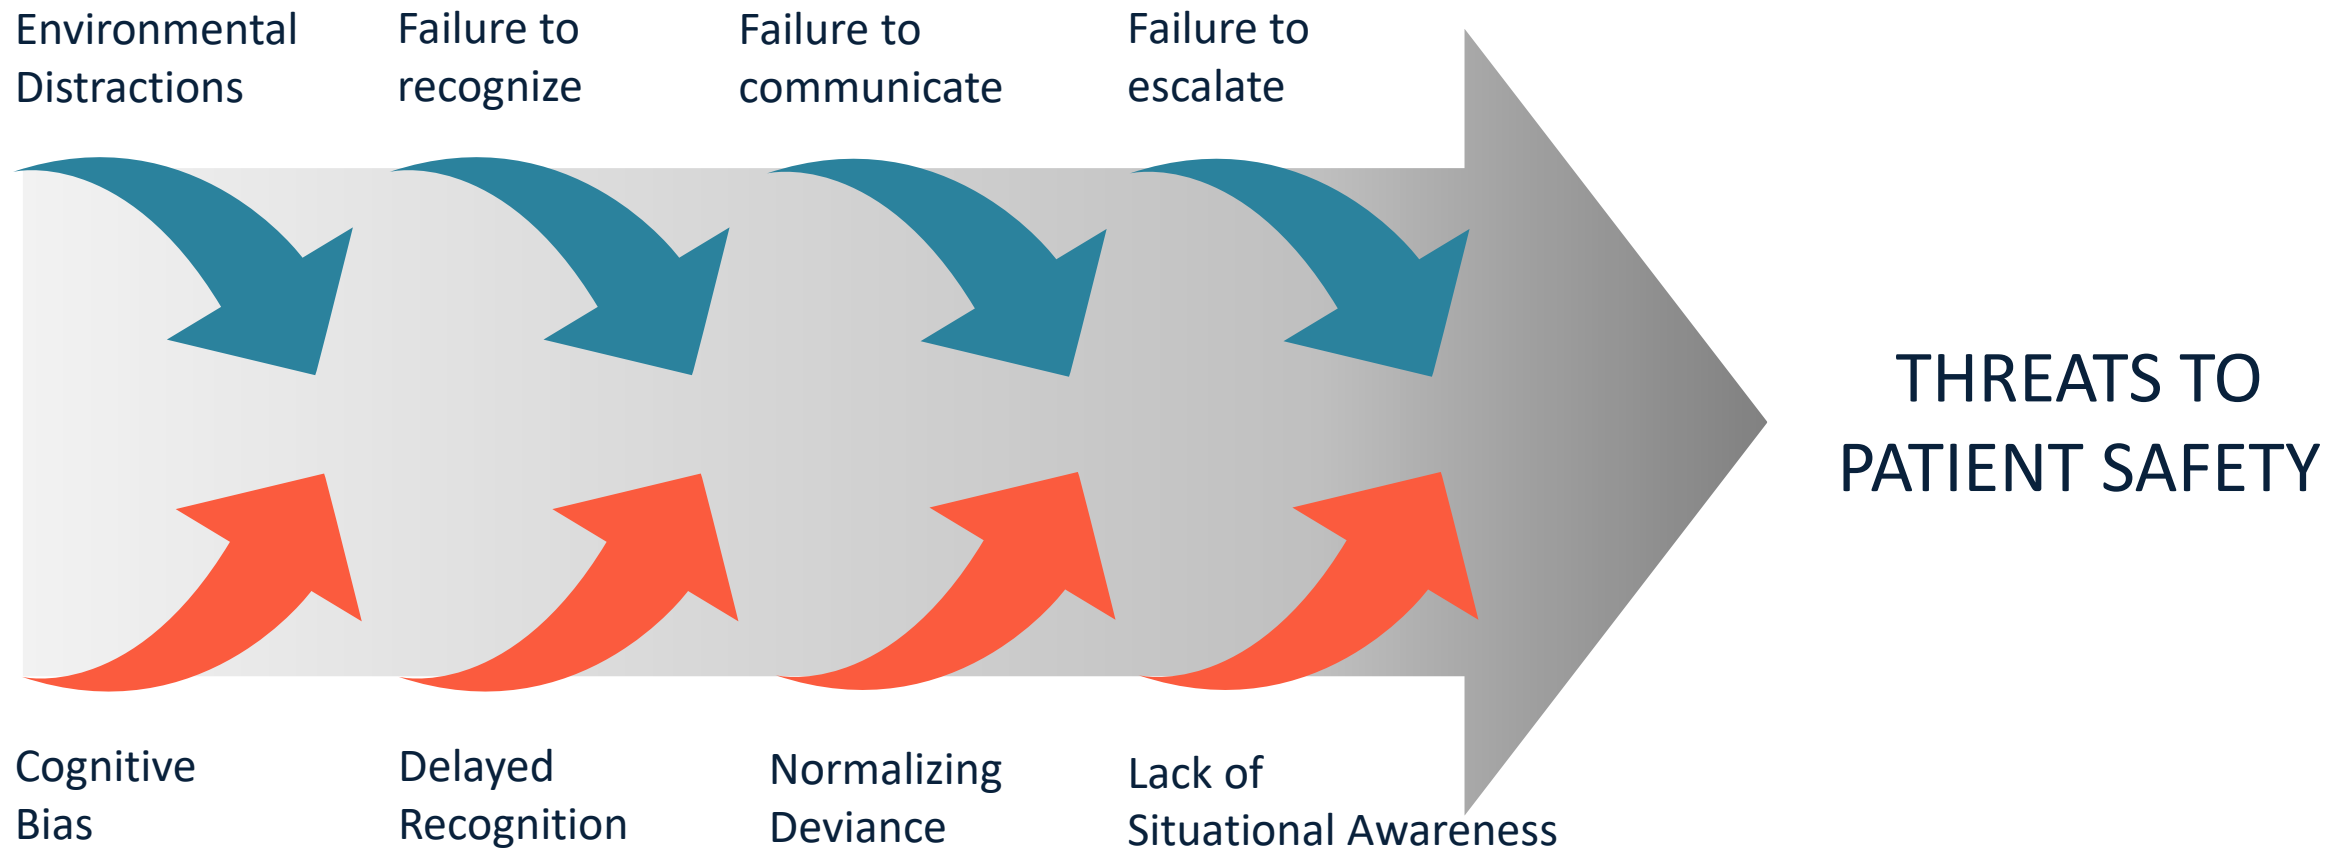 Environmental
Distractions
Failure to
recognize
Failure to
communicate
Failure to
escalate
THREATS TO
PATIENT SAFETY
Cognitive
Bias
Delayed
Recognition
Normalizing
Deviance
Lack of
Situational Awareness